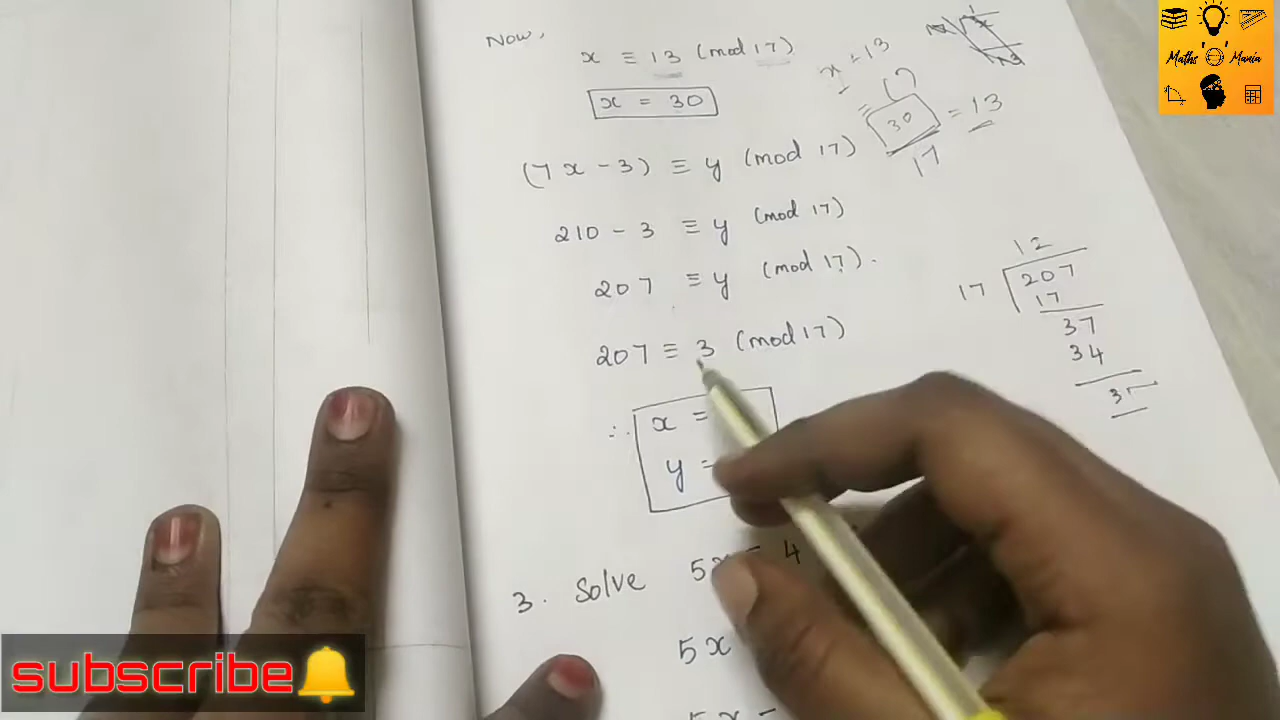 Now,
x ≡ 13 (mod 17)
x = 30
(7x - 3) ≡ y (mod 17)
210 - 3 ≡ y (mod 17)
207 ≡ y (mod 17).
207 ≡ 3 (mod 17)
∴ x =
y =
3. Solve 5x - 4
5x
5x -
x = 13
30
17
= 13
12
17 207
17
37
34
3
Maths Mania
subscribe